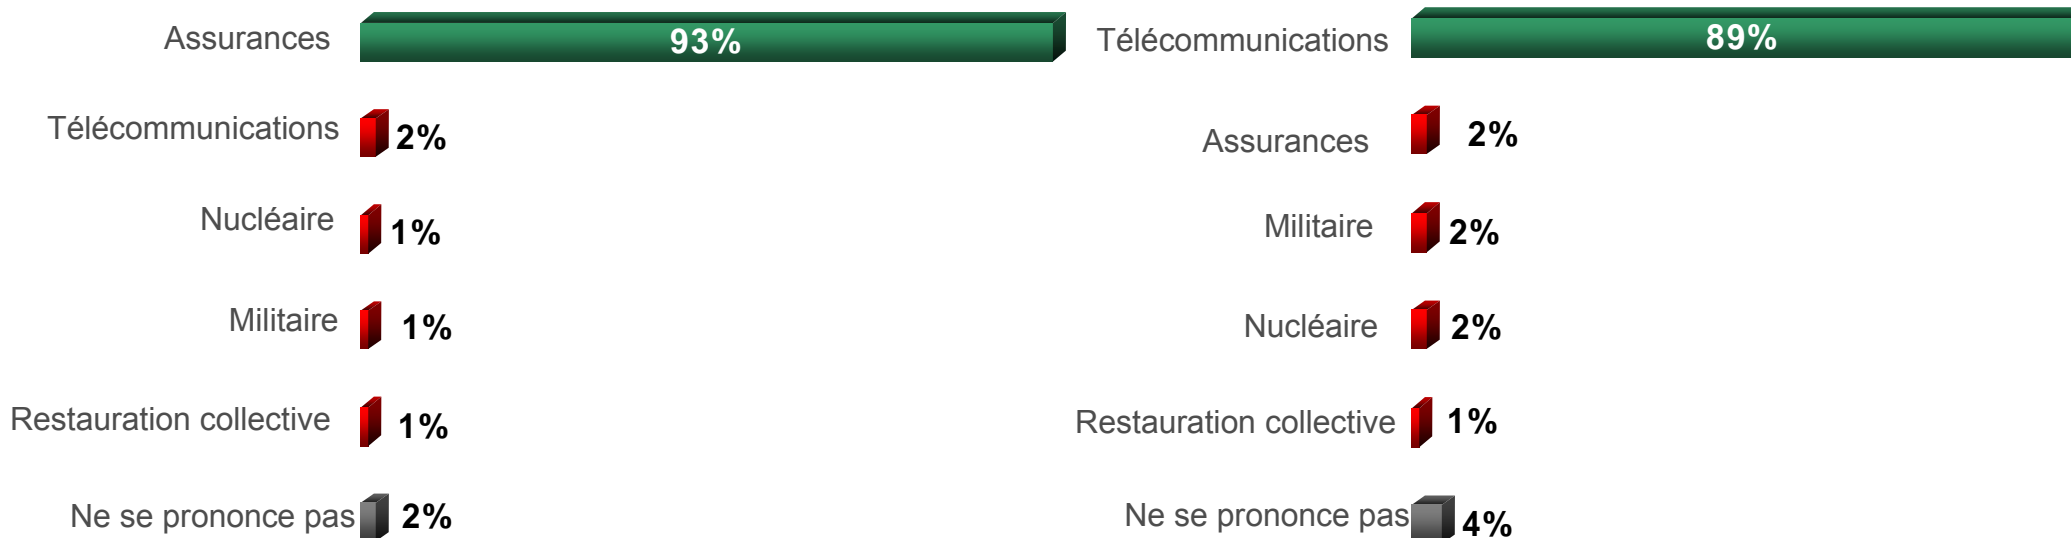 Assurances 93%
Télécommunications 2%
Nucléaire 1%
Militaire 1%
Restauration collective 1%
Ne se prononce pas 2%
Télécommunications 89%
Assurances 2%
Militaire 2%
Nucléaire 2%
Restauration collective 1%
Ne se prononce pas 4%